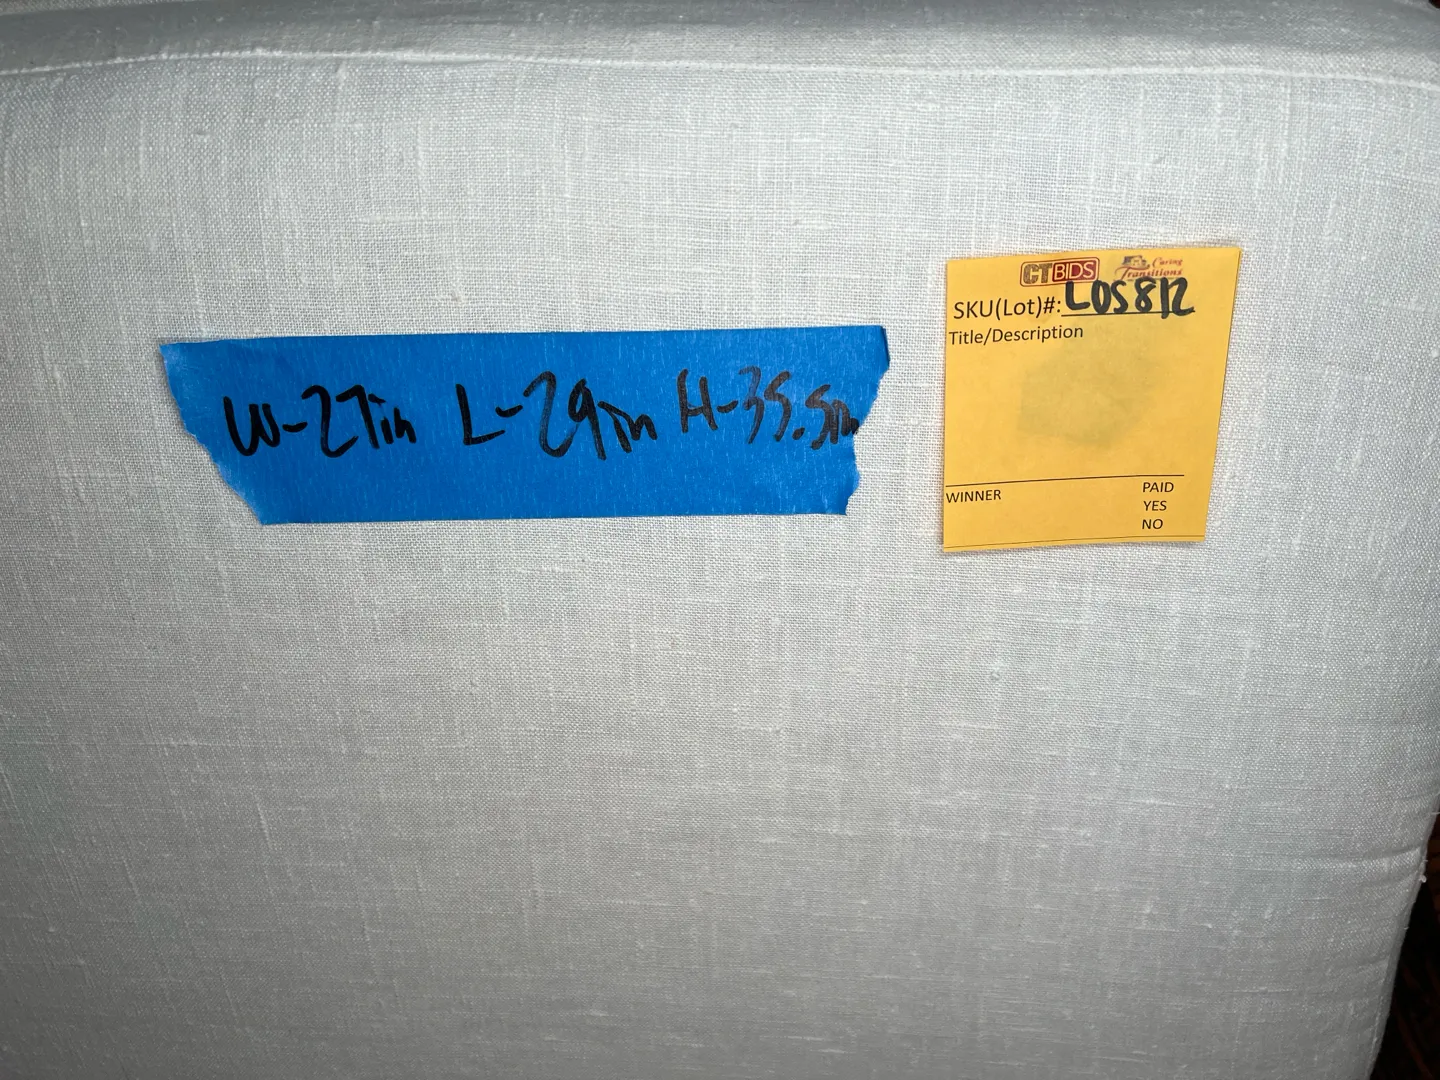 W-27in L-29in H-35.5in
CTBIDS Caring Transitions
SKU(Lot)#: LOS812
Title/Description
WINNER
PAID
YES
NO